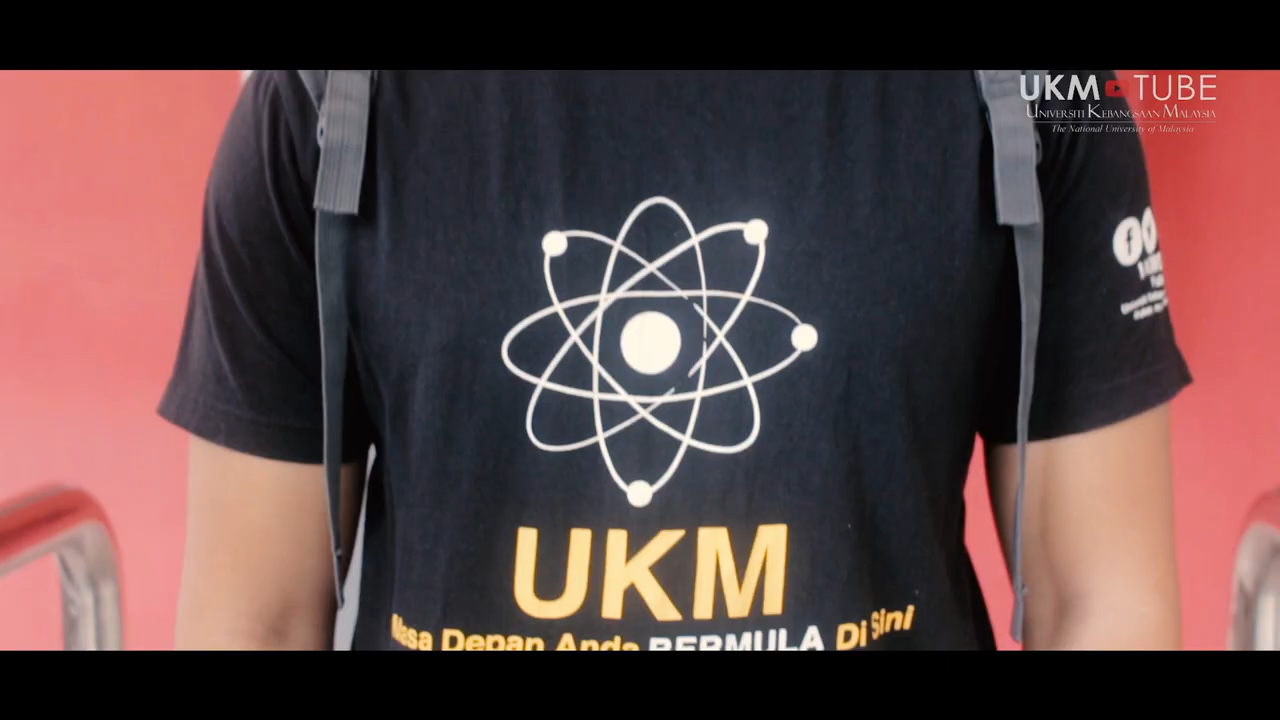 UKM TUBE
UNIVERSITI KEBANGSAAN MALAYSIA
The National University of Malaysia
UKM
Masa Depan Anda BERMULA Di Sini